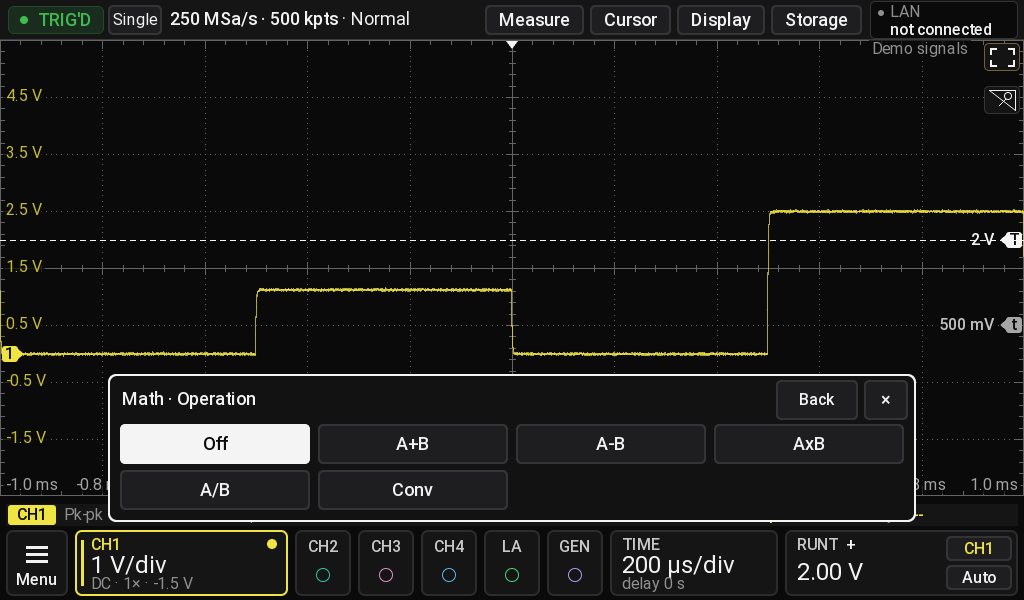 TRIG'D Single 250 MSa/s · 500 kpts · Normal Measure Cursor Display Storage LAN not connected
Demo signals
4.5 V
3.5 V
2.5 V
2 V T
1.5 V
0.5 V
500 mV t
1
-0.5 V
-1.5 V
-1.0 ms
-0.8
1.0 ms
Math · Operation Back ×
Off A+B A-B AxB
A/B Conv
CH1 Pk-pk
Menu
CH1
1 V/div
DC · 1× · -1.5 V
CH2
CH3
CH4
LA
GEN
TIME
200 µs/div
delay 0 s
RUNT +
2.00 V
CH1
Auto